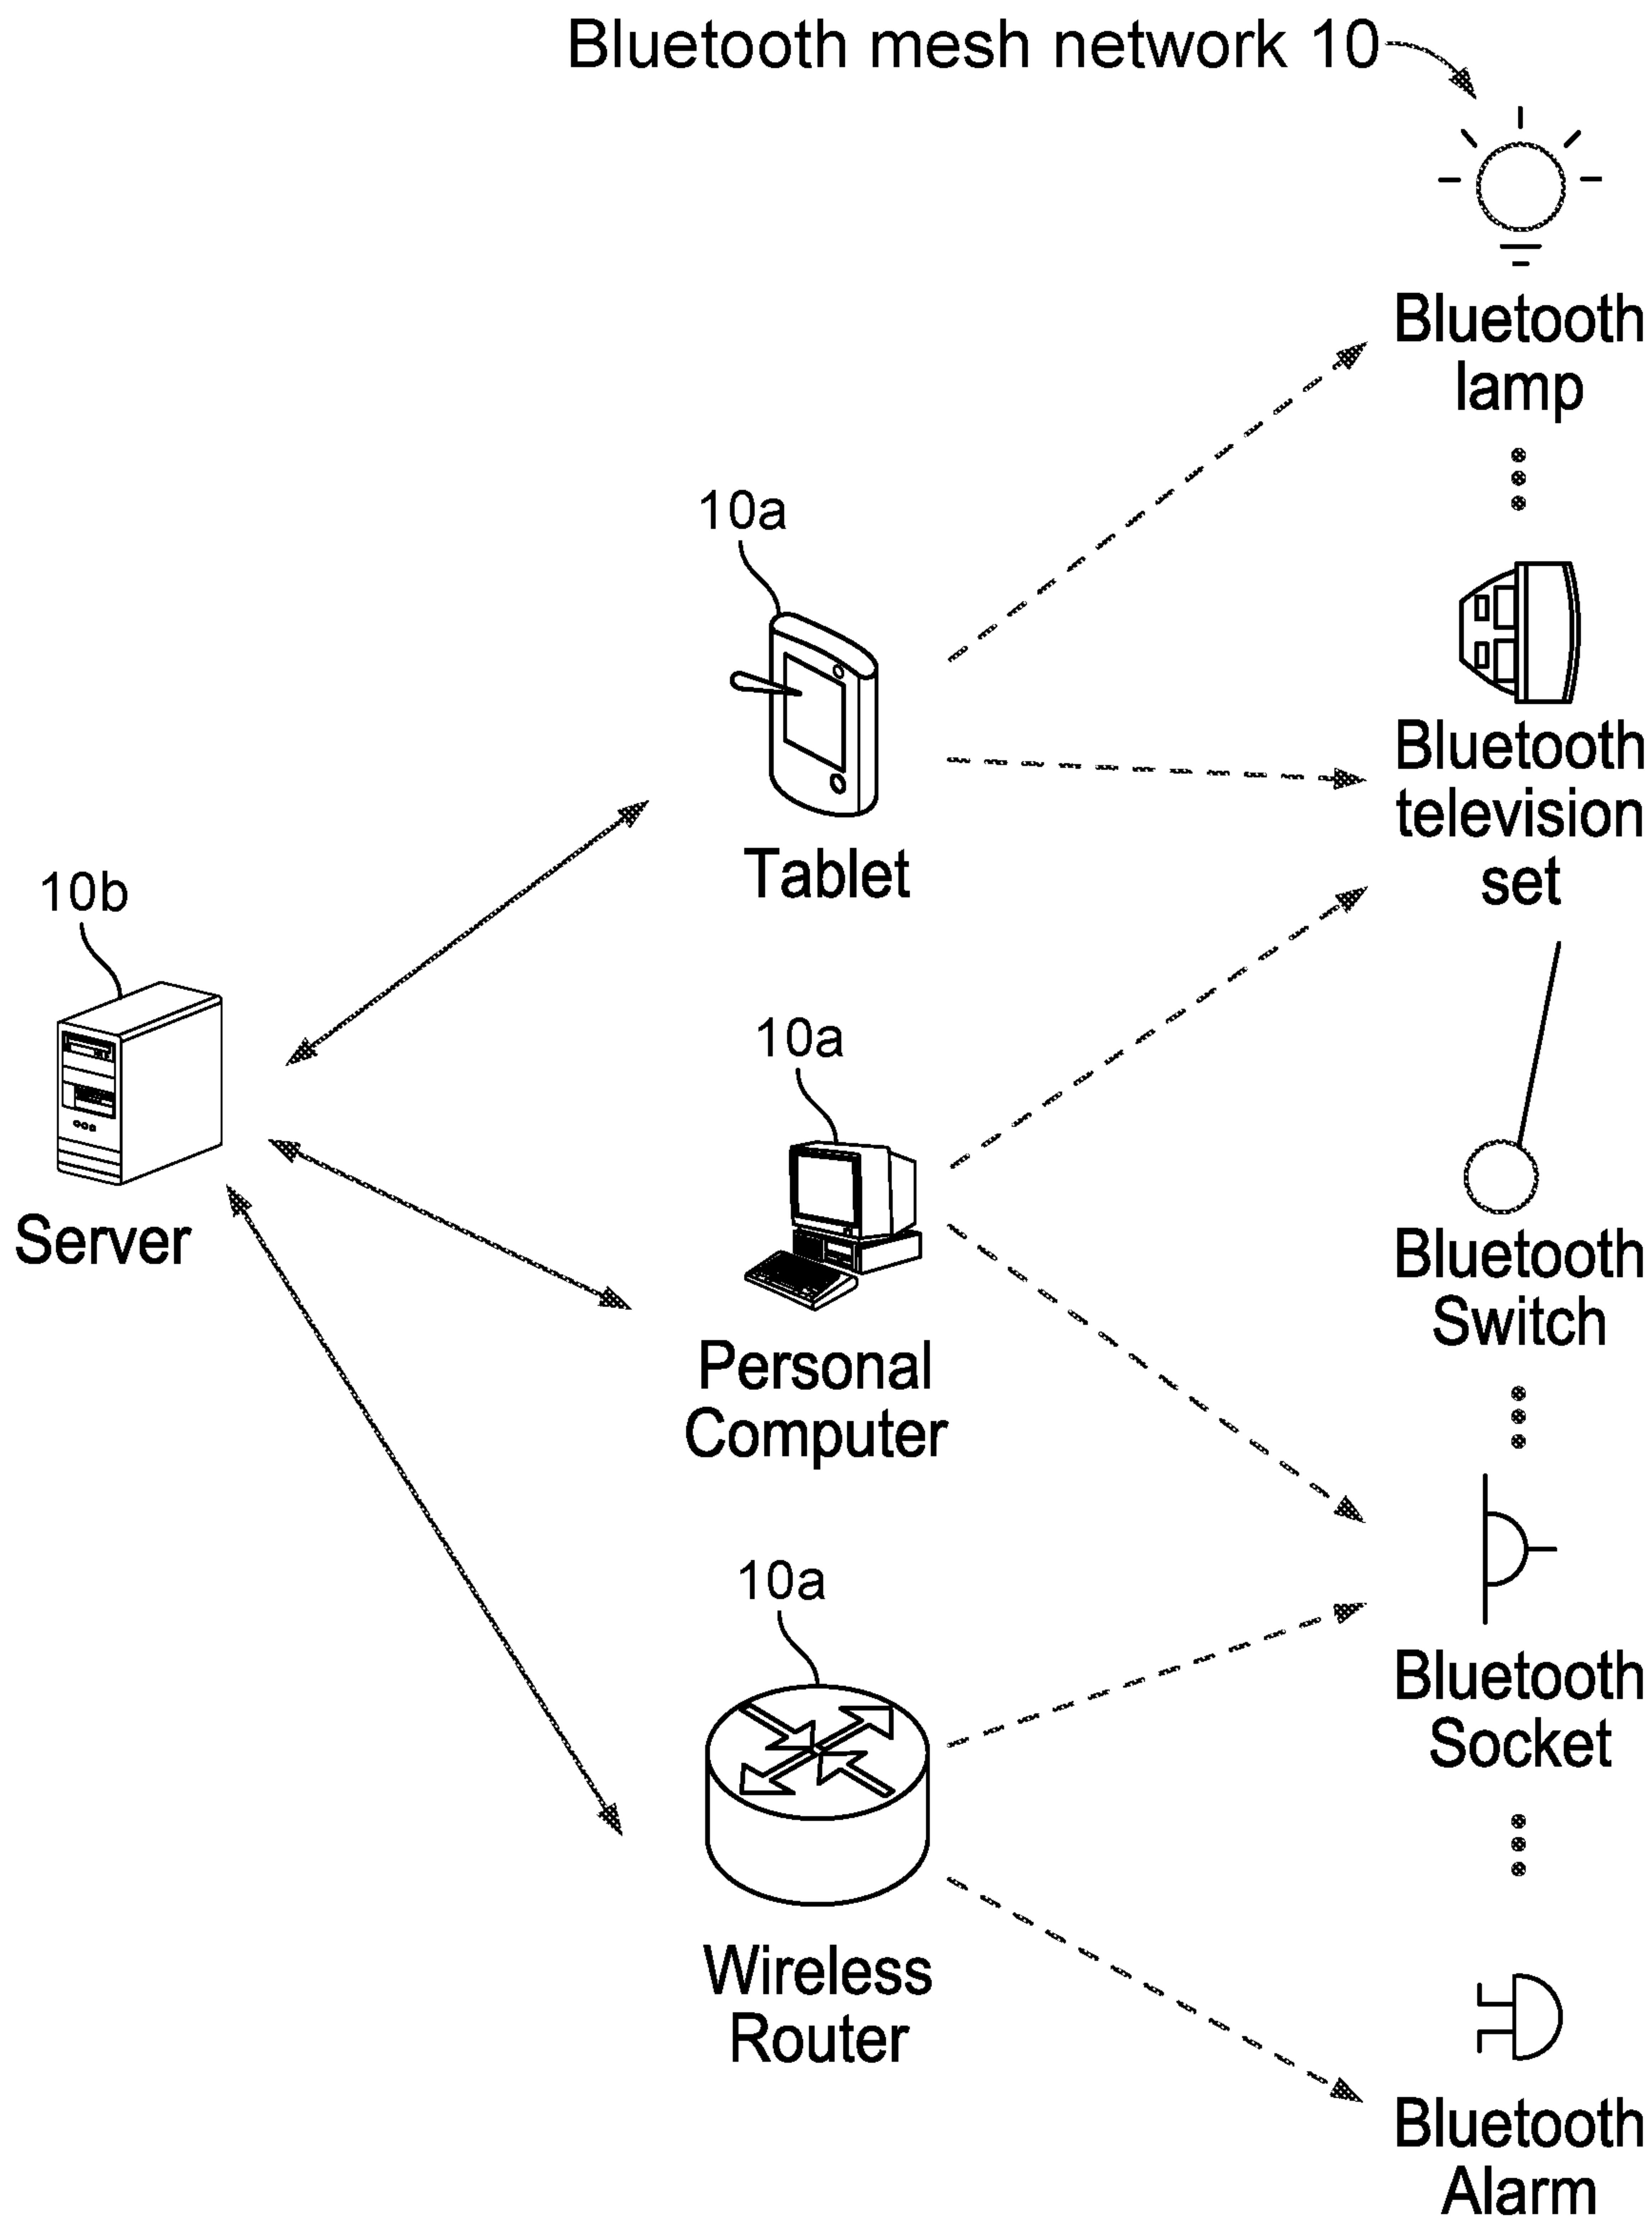 Bluetooth mesh network 10
Bluetooth
lamp
10a
Tablet
Bluetooth
television
set
10b
Server
10a
Personal
Computer
Bluetooth
Switch
10a
Wireless
Router
Bluetooth
Socket
Bluetooth
Alarm